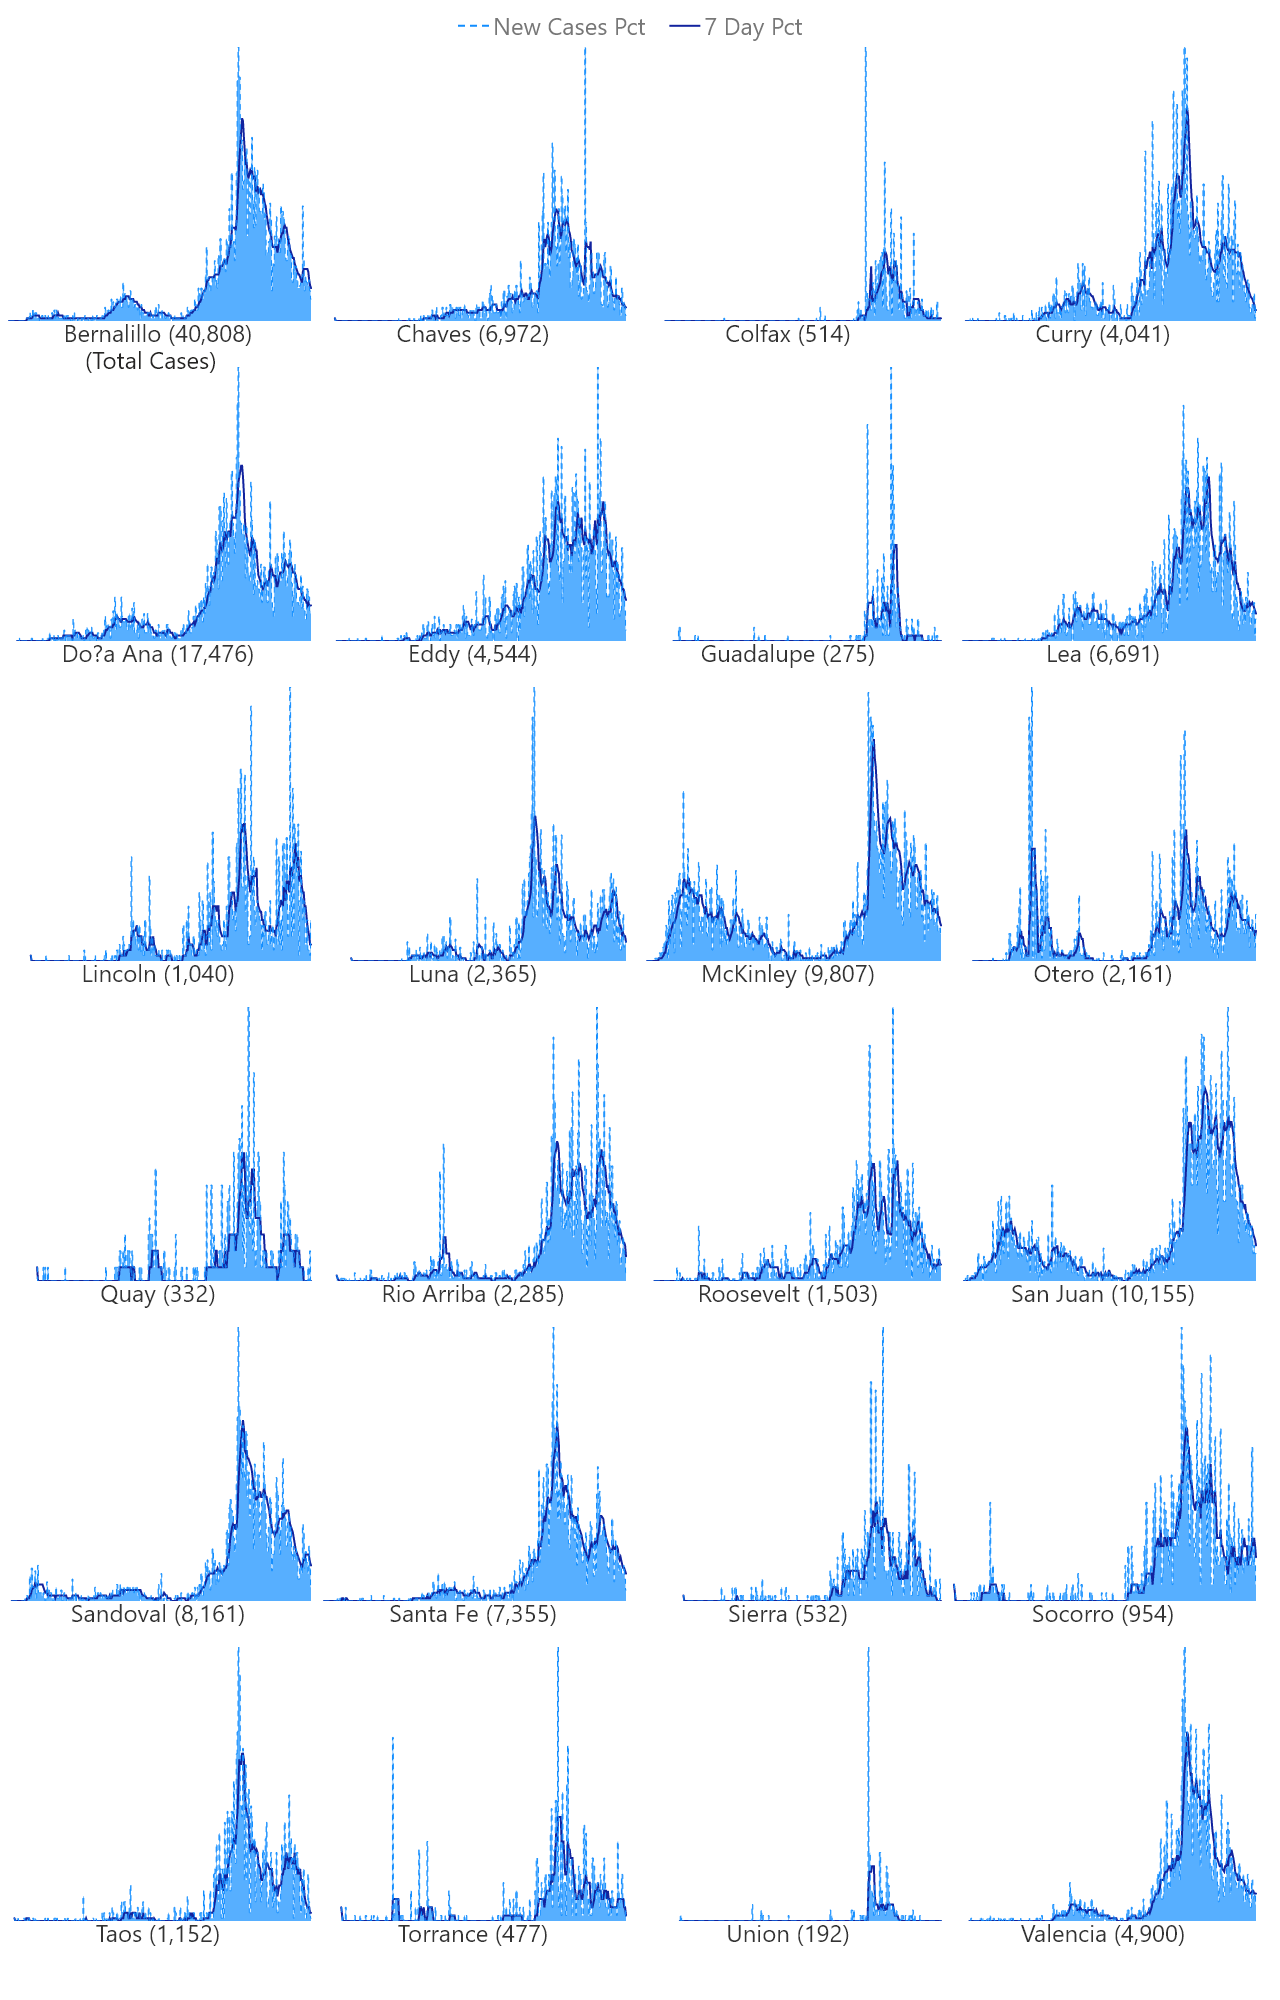 New Cases Pct 7 Day Pct
Bernalillo (40,808) Chaves (6,972) Colfax (514) Curry (4,041)
(Total Cases)
Do?a Ana (17,476) Eddy (4,544) Guadalupe (275) Lea (6,691)
Lincoln (1,040) Luna (2,365) McKinley (9,807) Otero (2,161)
Quay (332) Rio Arriba (2,285) Roosevelt (1,503) San Juan (10,155)
Sandoval (8,161) Santa Fe (7,355) Sierra (532) Socorro (954)
Taos (1,152) Torrance (477) Union (192) Valencia (4,900)